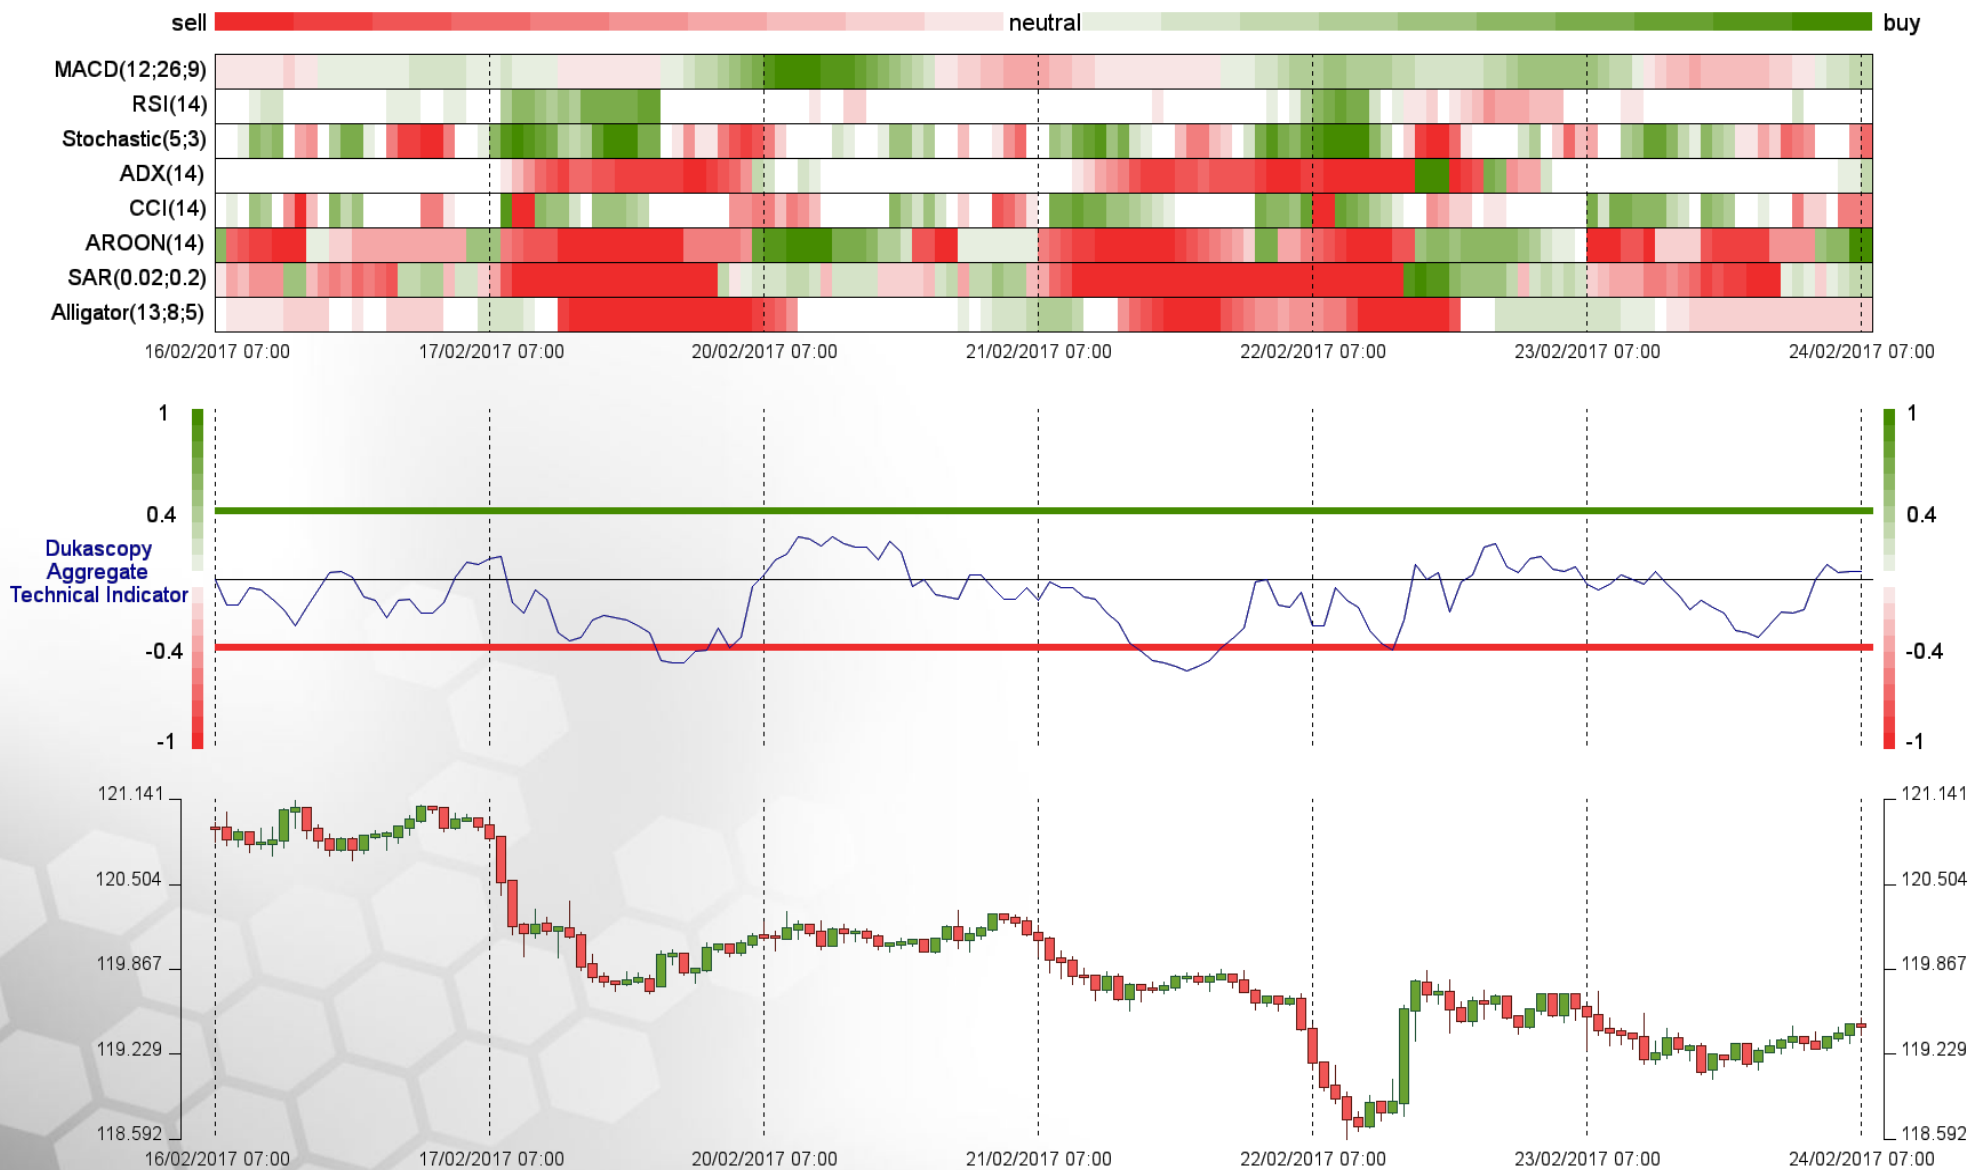 sell neutral buy
MACD(12;26;9)
RSI(14)
Stochastic(5;3)
ADX(14)
CCI(14)
AROON(14)
SAR(0.02;0.2)
Alligator(13;8;5)
16/02/2017 07:00 17/02/2017 07:00 20/02/2017 07:00 21/02/2017 07:00 22/02/2017 07:00 23/02/2017 07:00 24/02/2017 07:00
1 1
0.4 0.4
Dukascopy
Aggregate
Technical Indicator
-0.4 -0.4
-1 -1
121.141 121.141
120.504 120.504
119.867 119.867
119.229 119.229
118.592 118.592
16/02/2017 07:00 17/02/2017 07:00 20/02/2017 07:00 21/02/2017 07:00 22/02/2017 07:00 23/02/2017 07:00 24/02/2017 07:00